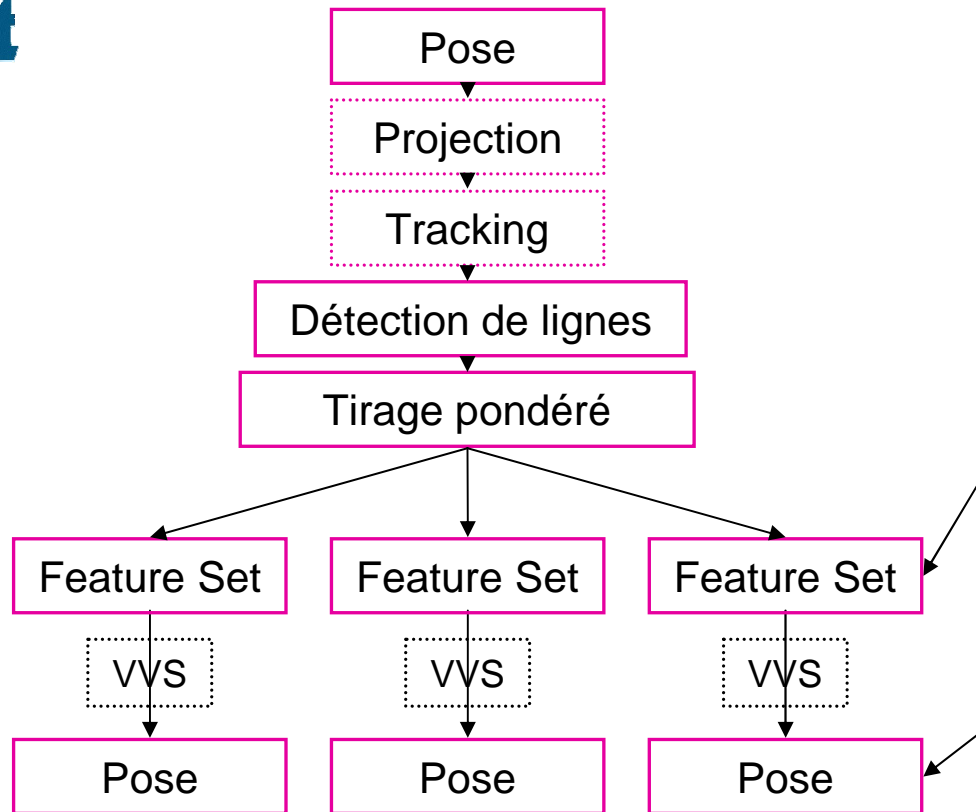 t
Pose
Projection
Tracking
Détection de lignes
Tirage pondéré
Feature Set Feature Set Feature Set
VVS VVS VVS
Pose Pose Pose